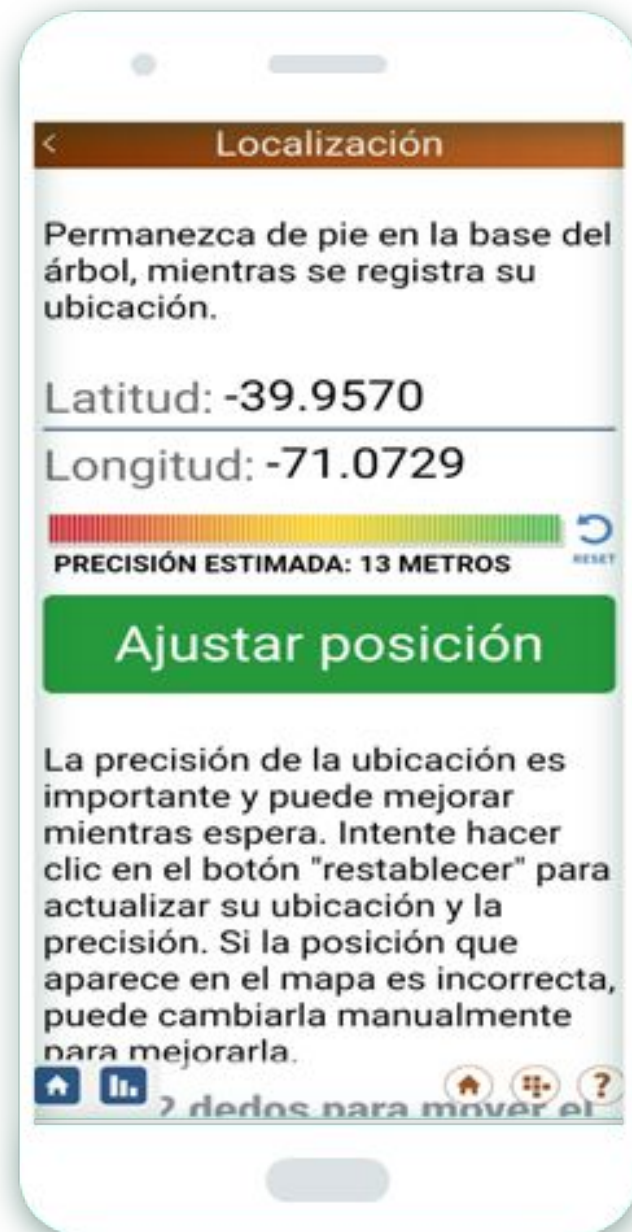 Localización
Permanezca de pie en la base del
árbol, mientras se registra su
ubicación.
Latitud: -39.9570
Longitud: -71.0729
RESET
PRECISIÓN ESTIMADA: 13 METROS
Ajustar posición
La precisión de la ubicación es
importante y puede mejorar
mientras espera. Intente hacer
clic en el botón "restablecer" para
actualizar su ubicación y la
precisión. Si la posición que
aparece en el mapa es incorrecta,
puede cambiarla manualmente
para mejorarla.
2 dedos para mover el
?